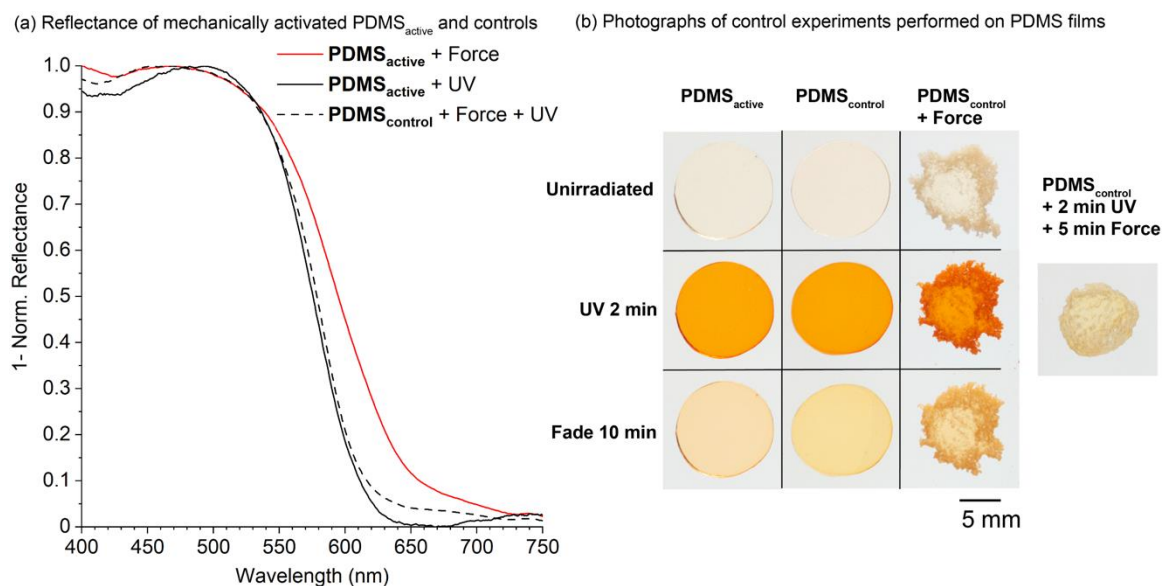 (a) Reflectance of mechanically activated PDMSactive and controls
PDMSactive + Force
PDMSactive + UV
PDMScontrol + Force + UV
1
0.9
0.8
0.7
0.6
0.5
0.4
0.3
0.2
0.1
0
1- Norm. Reflectance
400 450 500 550 600 650 700 750
Wavelength (nm)
(b) Photographs of control experiments performed on PDMS films
PDMSactive
PDMScontrol
PDMScontrol
+ Force
Unirradiated
UV 2 min
Fade 10 min
PDMScontrol
+ 2 min UV
+ 5 min Force
5 mm